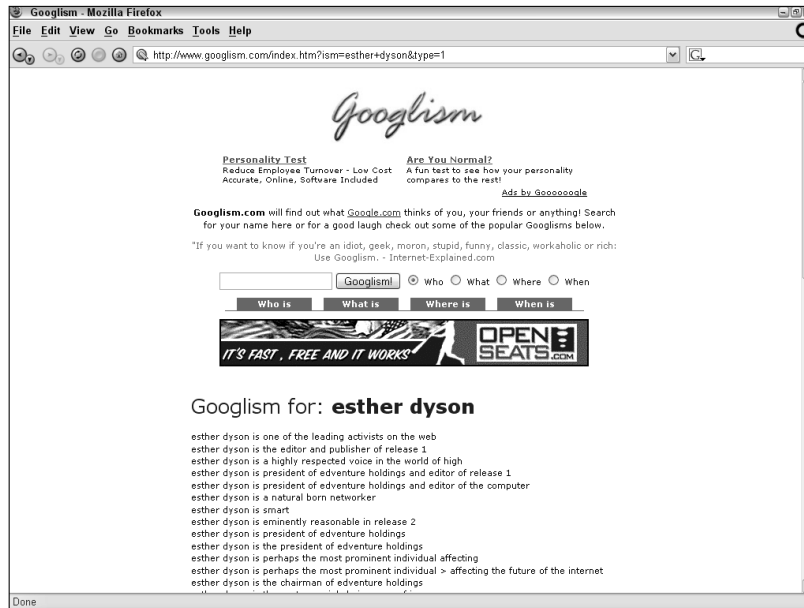 Googlism - Mozilla Firefox
File Edit View Go Bookmarks Tools Help
http://www.googlism.com/index.htm?ism=esther+dyson&type=1
G
Googlism
Personality Test
Reduce Employee Turnover - Low Cost
Accurate, Online, Software Included
Are You Normal?
A fun test to see how your personality
compares to the rest!
Ads by Goooooogle
Googlism.com will find out what Google.com thinks of you, your friends or anything! Search
for your name here or for a good laugh check out some of the popular Googlisms below.
"If you want to know if you're an idiot, geek, moron, stupid, funny, classic, workaholic or rich:
Use Googlism. - Internet-Explained.com
Googlism! Who What Where When
Who is What is Where is When is
IT'S FAST, FREE AND IT WORKS OPEN SEATS.COM
Googlism for: esther dyson
esther dyson is one of the leading activists on the web
esther dyson is the editor and publisher of release 1
esther dyson is a highly respected voice in the world of high
esther dyson is president of edventure holdings and editor of release 1
esther dyson is president of edventure holdings and editor of the computer
esther dyson is a natural born networker
esther dyson is smart
esther dyson is eminently reasonable in release 2
esther dyson is president of edventure holdings
esther dyson is the president of edventure holdings
esther dyson is perhaps the most prominent individual affecting
esther dyson is perhaps the most prominent individual > affecting the future of the internet
esther dyson is the chairman of edventure holdings
Done